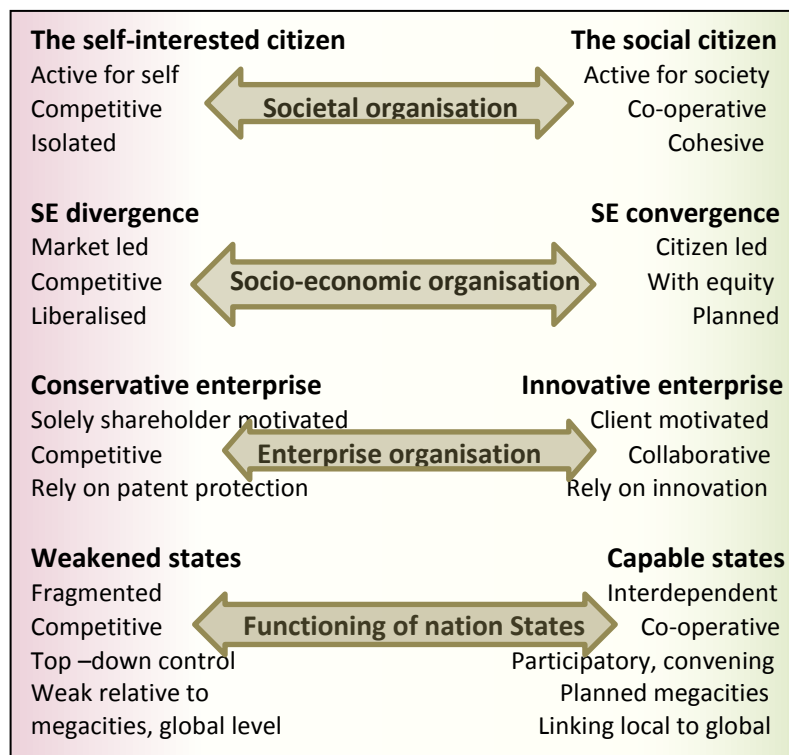 The self-interested citizen The social citizen
Active for self Active for society
Competitive Societal organisation Co-operative
Isolated Cohesive
SE divergence SE convergence
Market led Citizen led
Competitive Socio-economic organisation With equity
Liberalised Planned
Conservative enterprise Innovative enterprise
Solely shareholder motivated Client motivated
Competitive Enterprise organisation Collaborative
Rely on patent protection Rely on innovation
Weakened states Capable states
Fragmented Interdependent
Competitive Functioning of nation States Co-operative
Top –down control Participatory, convening
Weak relative to Planned megacities
megacities, global level Linking local to global